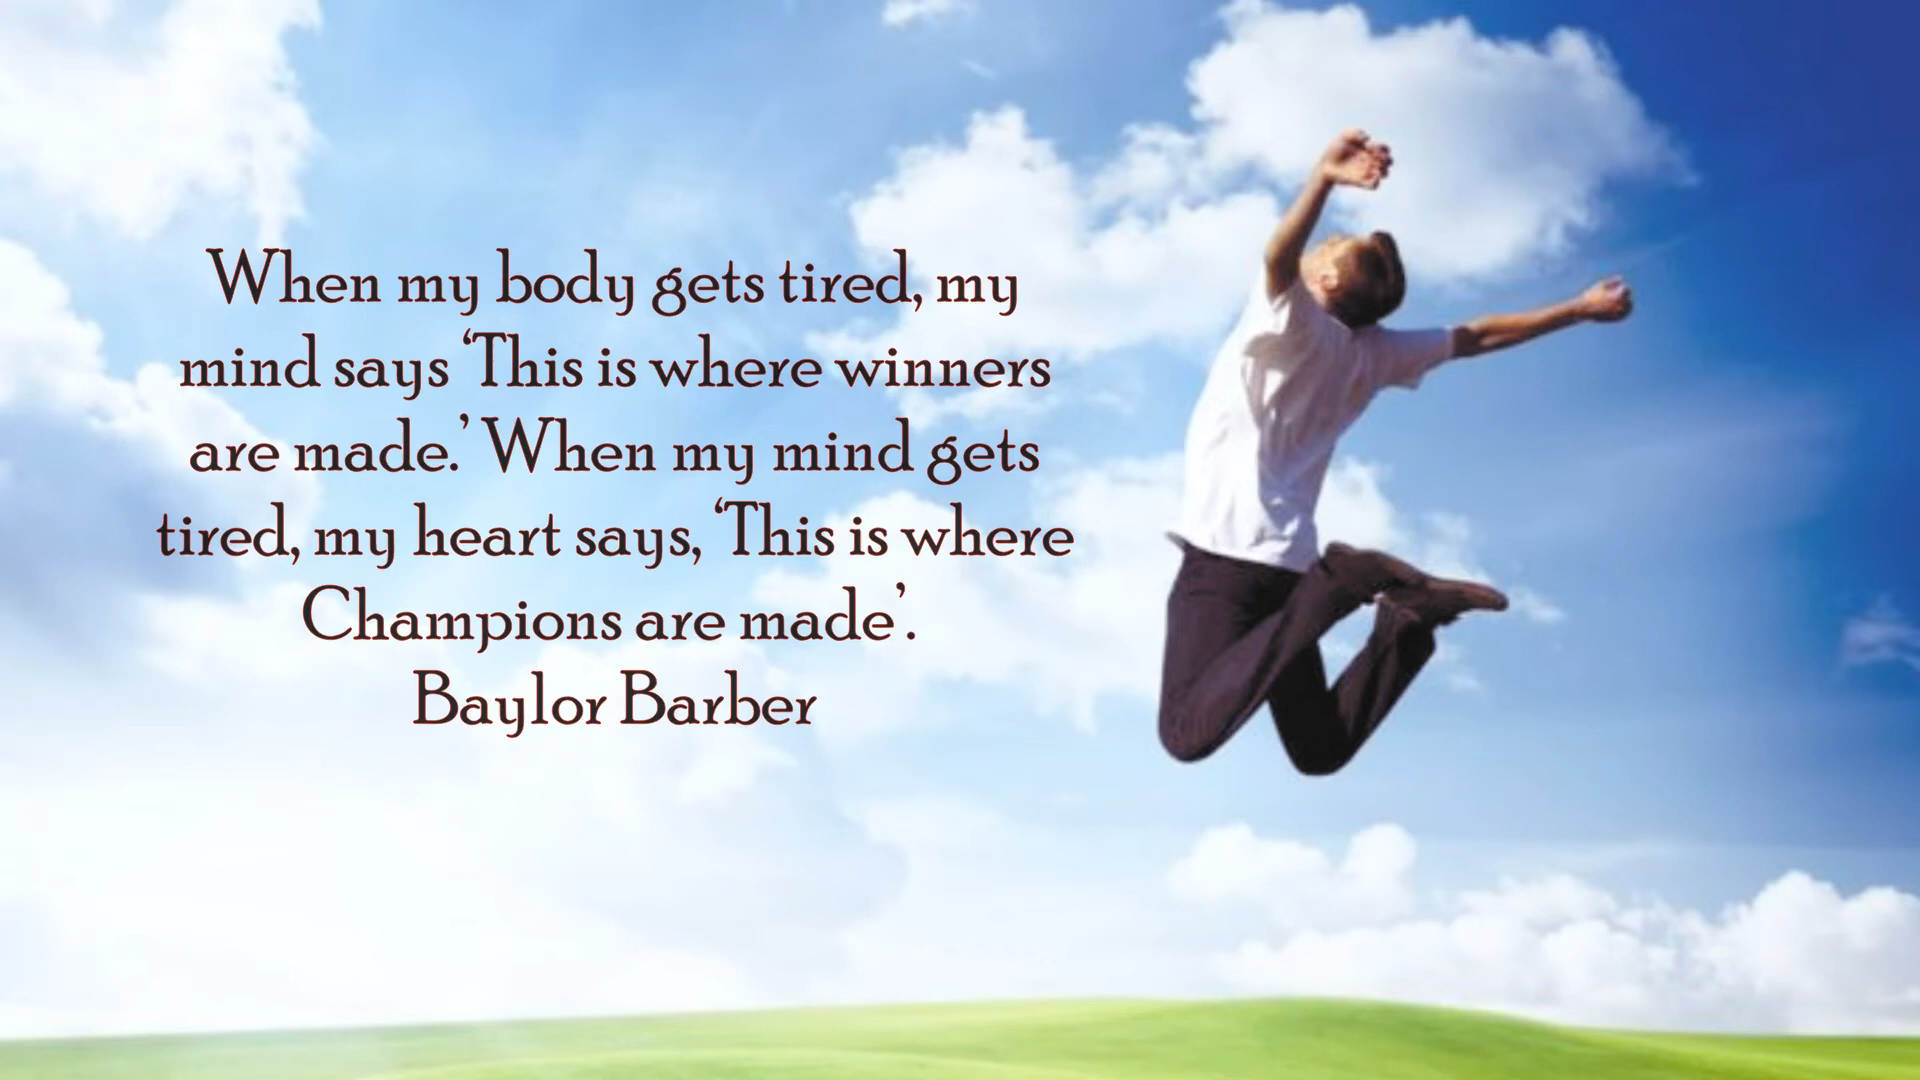 When my body gets tired, my
mind says ‘This is where winners
are made.’ When my mind gets
tired, my heart says, ‘This is where
Champions are made’.
Baylor Barber